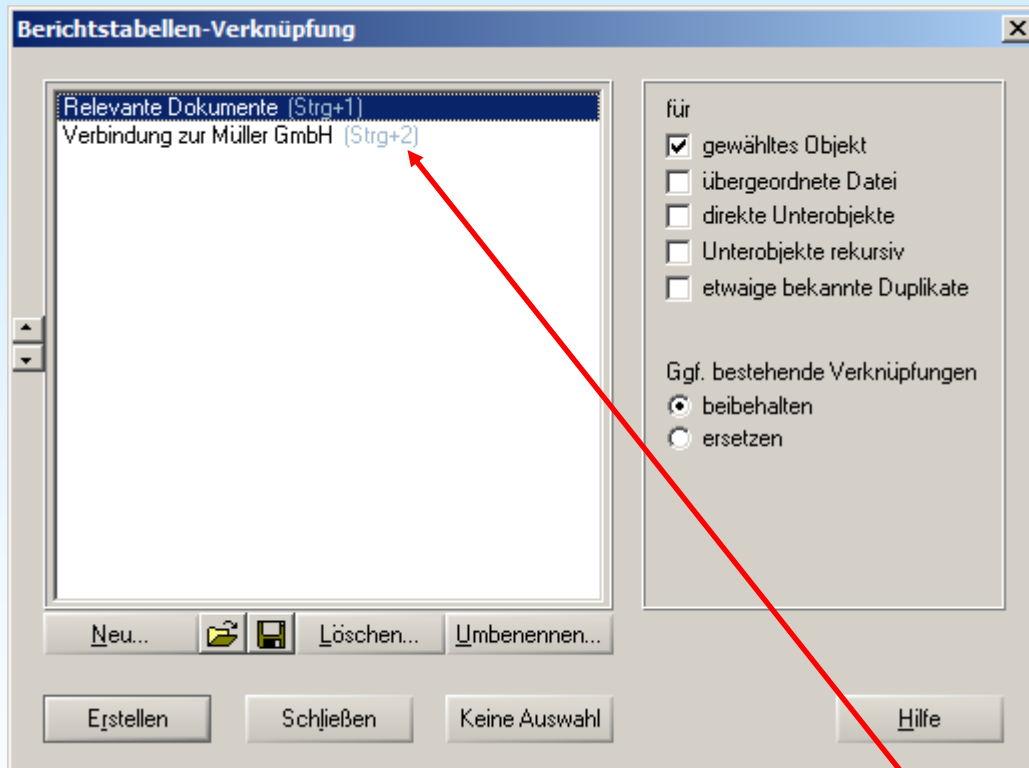 Berichtstabellen-Verknüpfung
Relevante Dokumente (Strg+1)
Verbindung zur Müller GmbH (Strg+2)
für
gewähltes Objekt
übergeordnete Datei
direkte Unterobjekte
Unterobjekte rekursiv
etwaige bekannte Duplikate
Ggf. bestehende Verknüpfungen
beibehalten
ersetzen
Neu... Löschen... Umbenennen...
Erstellen Schließen Keine Auswahl Hilfe